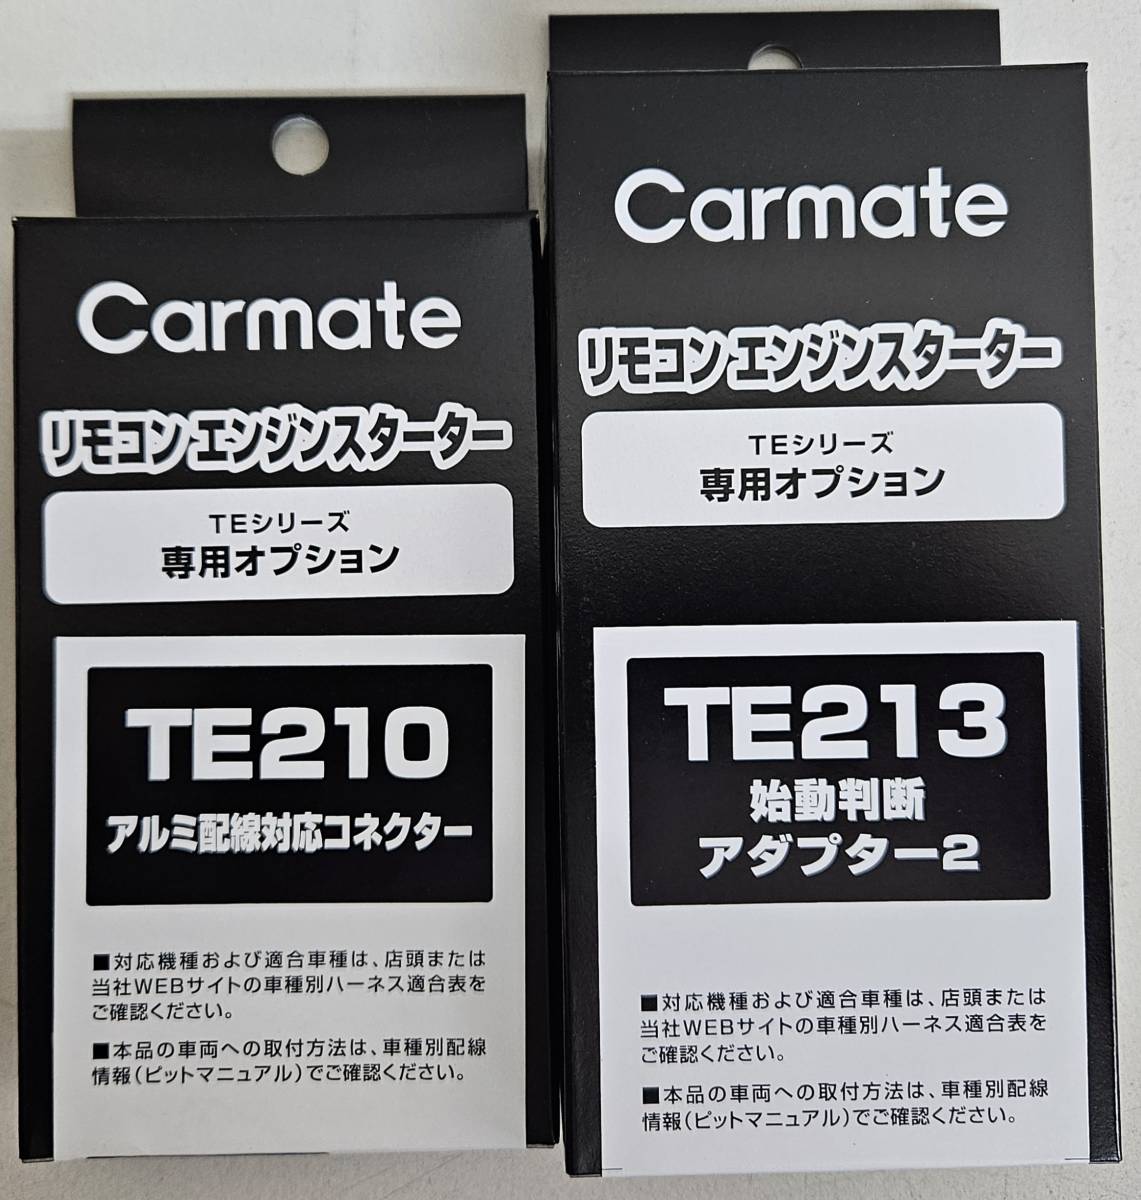 Carmate
リモコン エンジンスターター
TEシリーズ
専用オプション
TE210
アルミ配線対応コネクター
■対応機種および適合車種は、店頭または
当社WEBサイトの車種別ハーネス適合表を
ご確認ください。
■本品の車両への取付方法は、車種別配線
情報(ピットマニュアル)でご確認ください。
Carmate
リモコン エンジンスターター
TEシリーズ
専用オプション
TE213
始動判断
アダプター2
■対応機種および適合車種は、店頭または
当社WEBサイトの車種別ハーネス適合表を
ご確認ください。
■本品の車両への取付方法は、車種別配線
情報(ピットマニュアル)でご確認ください。